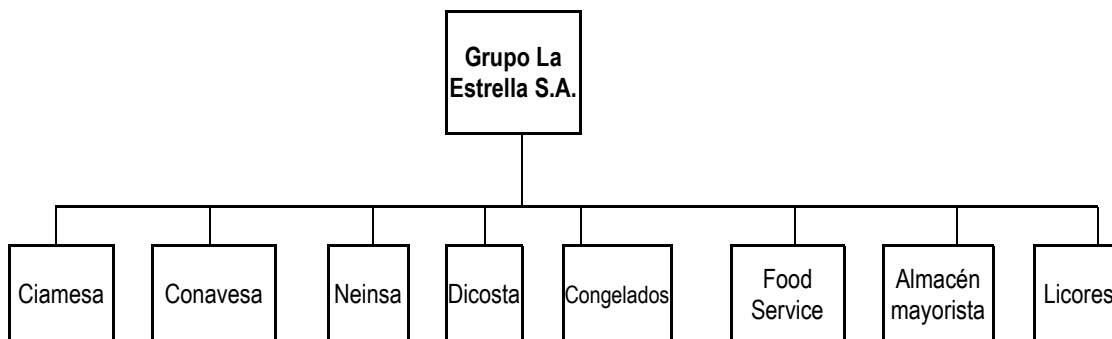 Grupo La
Estrella S.A.
Ciamesa
Conavesa
Neinsa
Dicosta
Congelados
Food
Service
Almacén
mayorista
Licores